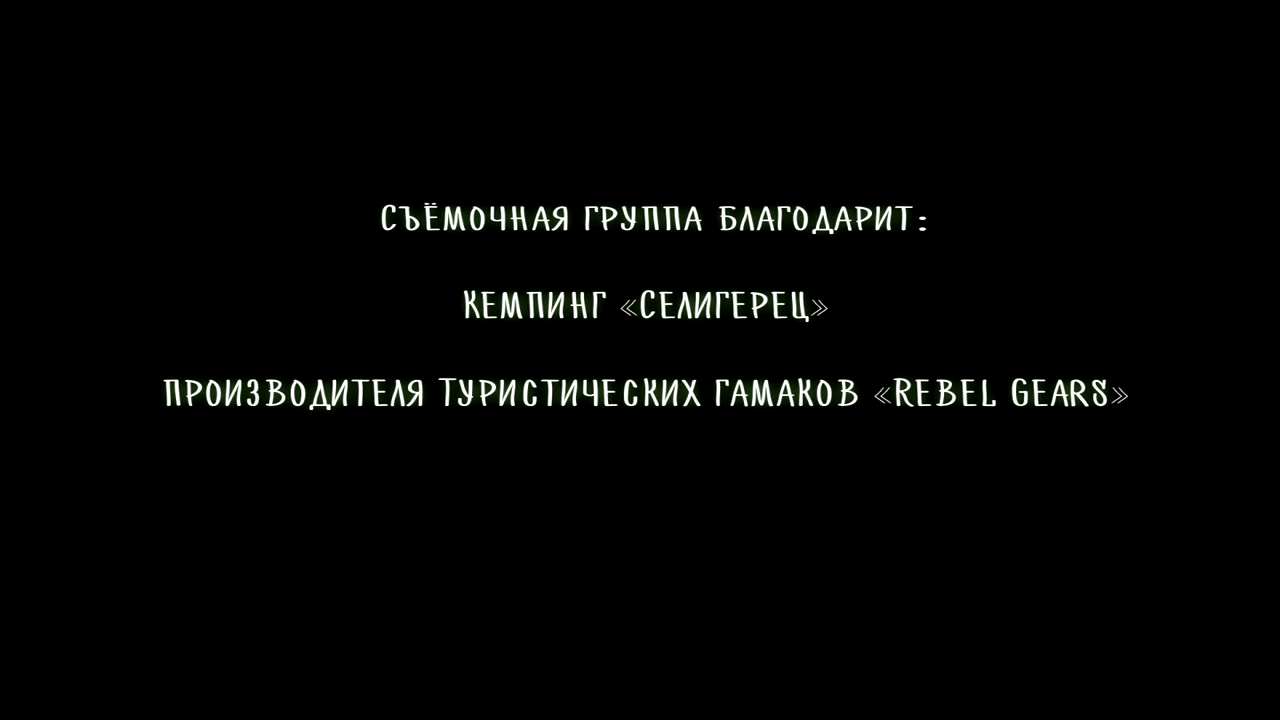 СЪЁМОЧНАЯ ГРУППА БЛАГОДАРИТ:
КЕМПИНГ «СЕЛИГЕРЕЦ»
ПРОИЗВОДИТЕЛЯ ТУРИСТИЧЕСКИХ ГАМАКОВ «REBEL GEARS»